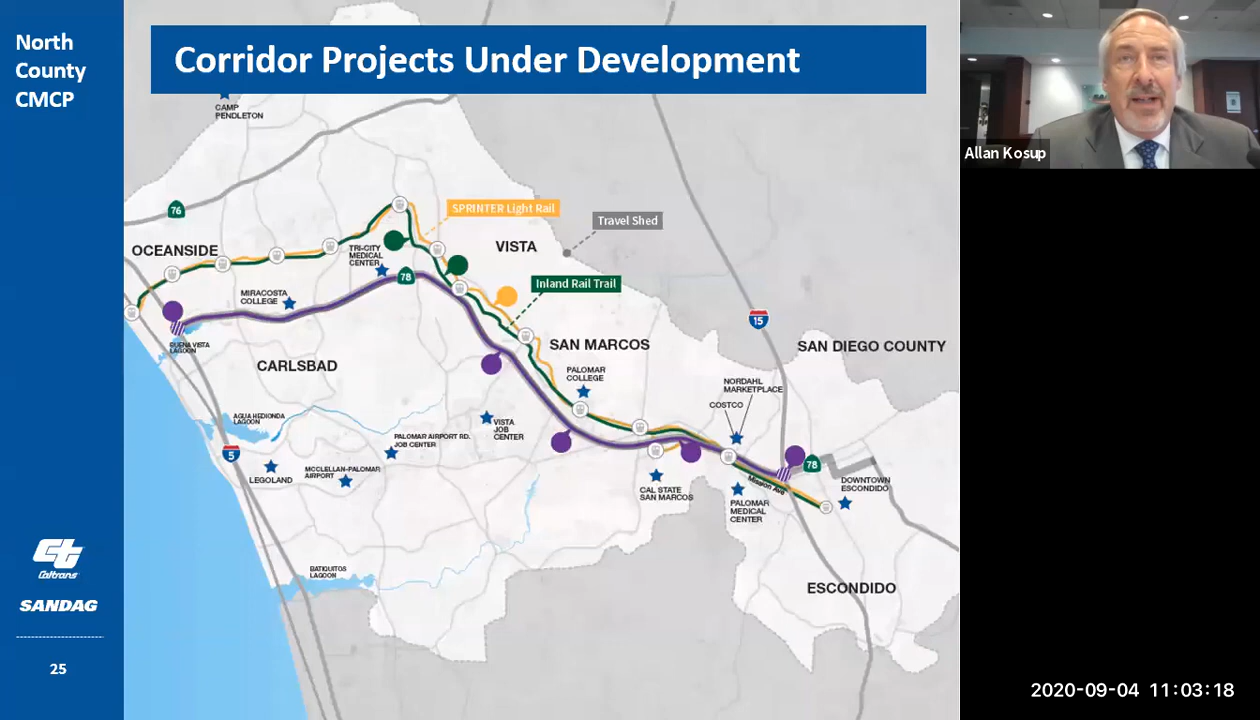 North
County
CMCP
Corridor Projects Under Development
Allan Kosup
CAMP
PENDLETON
76
SPRINTER Light Rail
Travel Shed
OCEANSIDE
VISTA
TRI-CITY
MEDICAL
CENTER
78
Inland Rail Trail
MIRACOSTA
COLLEGE
15
BUENA VISTA
LAGOON
SAN MARCOS
SAN DIEGO COUNTY
CARLSBAD
PALOMAR
COLLEGE
NORDAHL
MARKETPLACE
COSTCO
AGUA HEDIONDA
LAGOON
VISTA
JOB
CENTER
PALOMAR AIRPORT RD.
JOB CENTER
5
78
LEGOLAND
MCCLELLAN-PALOMAR
AIRPORT
Mission Ave
DOWNTOWN
ESCONDIDO
CAL STATE
SAN MARCOS
PALOMAR
MEDICAL
CENTER
BATIQUITOS
LAGOON
ESCONDIDO
Ct
Caltrans
SANDAG
25
2020-09-04 11:03:18